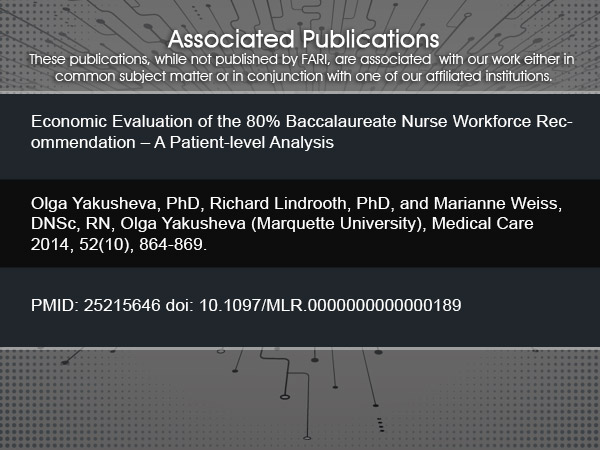 Associated Publications
These publications, while not published by FARI, are associated  with our work either in
common subject matter or in conjunction with one of our affiliated institutions.
Economic Evaluation of the 80% Baccalaureate Nurse Workforce Rec-
ommendation – A Patient-level Analysis
Olga Yakusheva, PhD, Richard Lindrooth, PhD, and Marianne Weiss,
DNSc, RN, Olga Yakusheva (Marquette University), Medical Care
2014, 52(10), 864-869.
PMID: 25215646 doi: 10.1097/MLR.0000000000000189